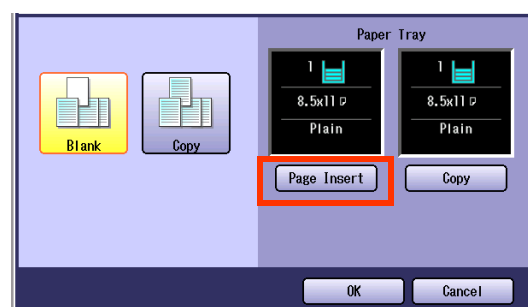 Paper Tray
Blank
Copy
1
8.5x11
Plain
1
8.5x11
Plain
Page Insert
Copy
OK
Cancel